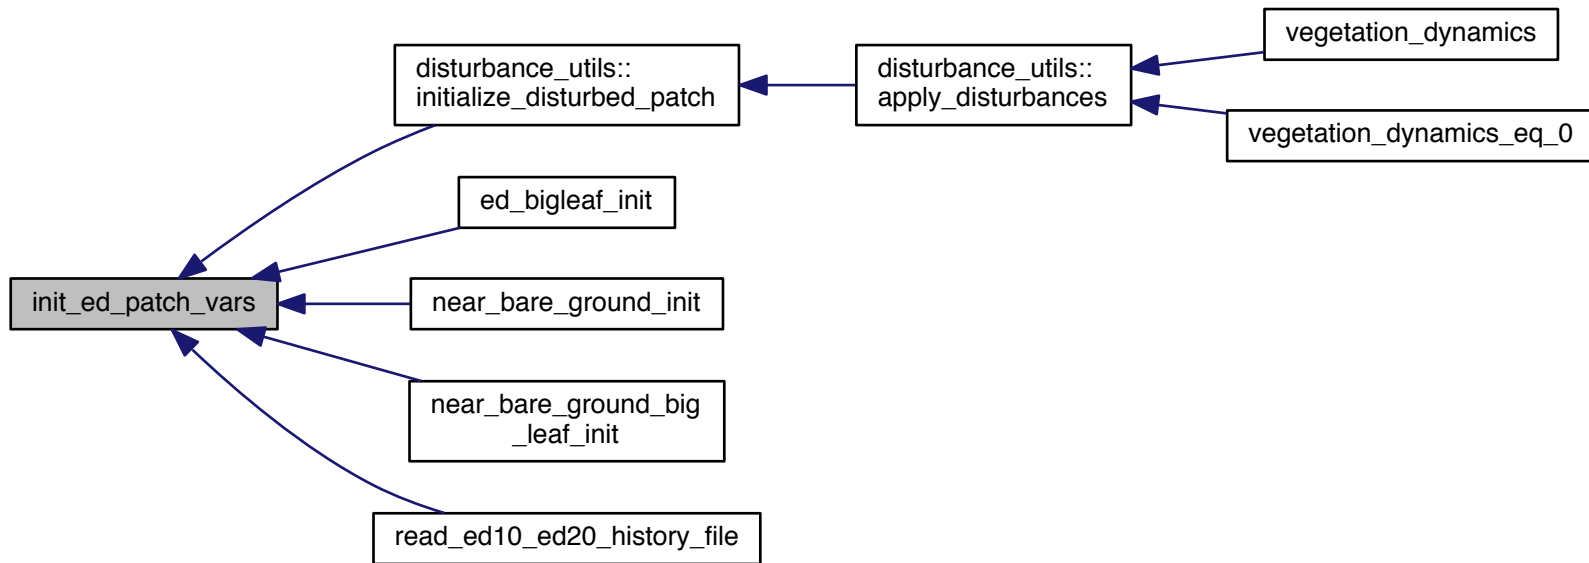 vegetation_dynamics
disturbance_utils::
initialize_disturbed_patch
disturbance_utils::
apply_disturbances
vegetation_dynamics_eq_0
ed_bigleaf_init
init_ed_patch_vars
near_bare_ground_init
near_bare_ground_big
_leaf_init
read_ed10_ed20_history_file